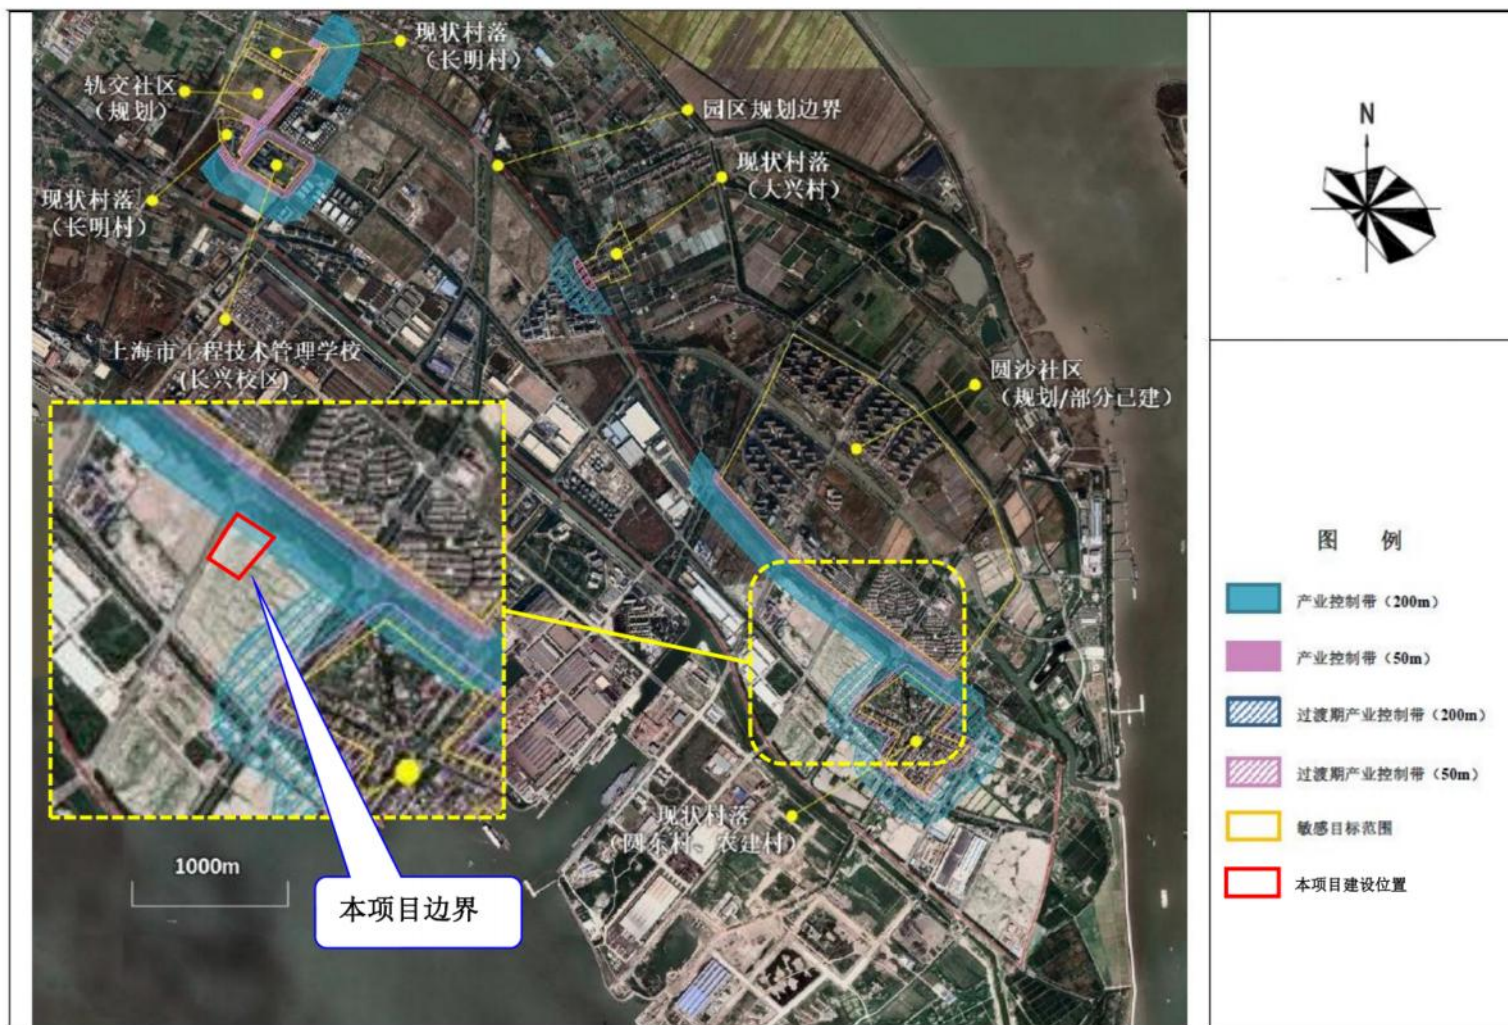 现状村落
（长明村）
轨交社区
（规划）
园区规划边界
现状村落
（大兴村）
现状村落
（长明村）
上海市工程技术管理学校
(长兴校区)
圆沙社区
（规划/部分已建）
现状村落
（圆东村、农建村）
1000m
本项目边界
N
图 例
产业控制带（200m）
产业控制带（50m）
过渡期产业控制带（200m）
过渡期产业控制带（50m）
敏感目标范围
本项目建设位置